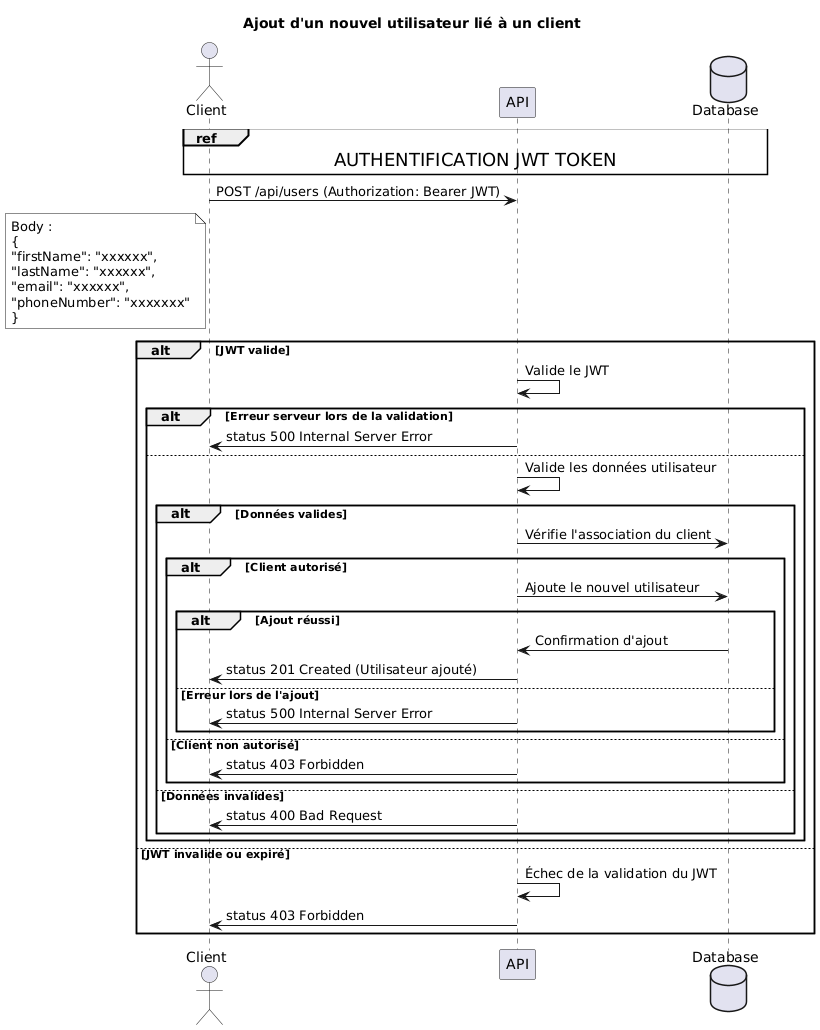 Ajout d'un nouvel utilisateur lié à un client
Client
API
Database
ref
AUTHENTIFICATION JWT TOKEN
POST /api/users (Authorization: Bearer JWT)
Body :
{
"firstName": "xxxxxx",
"lastName": "xxxxxx",
"email": "xxxxxx",
"phoneNumber": "xxxxxxx"
}
alt [JWT valide]
Valide le JWT
alt [Erreur serveur lors de la validation]
status 500 Internal Server Error
Valide les données utilisateur
alt [Données valides]
Vérifie l'association du client
alt [Client autorisé]
Ajoute le nouvel utilisateur
alt [Ajout réussi]
Confirmation d'ajout
status 201 Created (Utilisateur ajouté)
[Erreur lors de l'ajout]
status 500 Internal Server Error
[Client non autorisé]
status 403 Forbidden
[Données invalides]
status 400 Bad Request
[JWT invalide ou expiré]
Échec de la validation du JWT
status 403 Forbidden
Client
API
Database